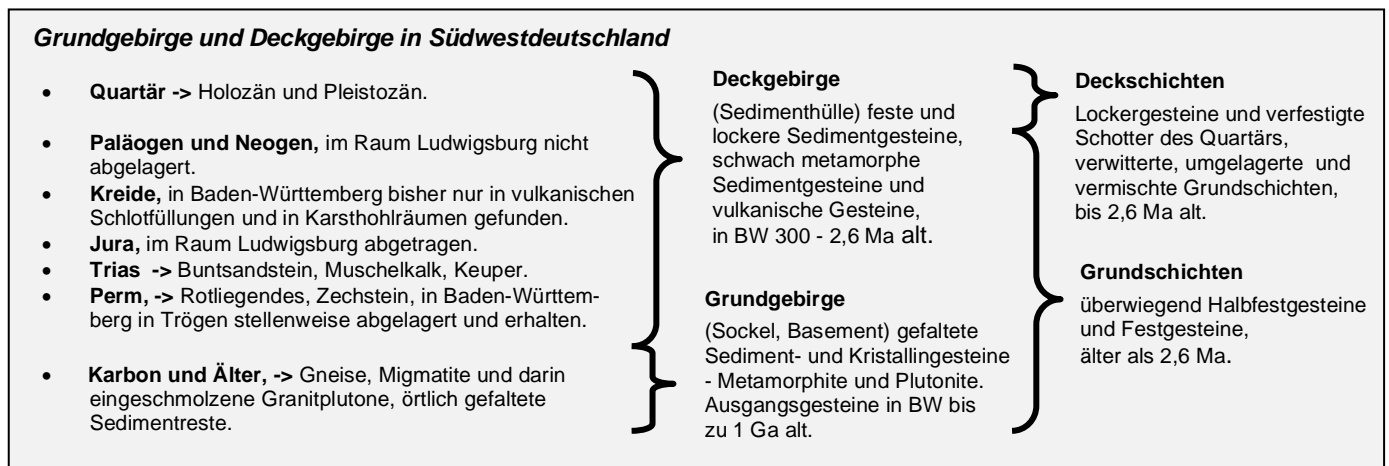 Grundgebirge und Deckgebirge in Südwestdeutschland
• Quartär -> Holozän und Pleistozän.
• Paläogen und Neogen, im Raum Ludwigsburg nicht
abgelagert.
• Kreide, in Baden-Württemberg bisher nur in vulkanischen
Schlotfüllungen und in Karsthohlräumen gefunden.
• Jura, im Raum Ludwigsburg abgetragen.
• Trias -> Buntsandstein, Muschelkalk, Keuper.
• Perm, -> Rotliegendes, Zechstein, in Baden-Württem-
berg in Trögen stellenweise abgelagert und erhalten.
• Karbon und Älter, -> Gneise, Migmatite und darin
eingeschmolzene Granitplutone, örtlich gefaltete
Sedimentreste.
Deckgebirge
(Sedimenthülle) feste und
lockere Sedimentgesteine,
schwach metamorphe
Sedimentgesteine und
vulkanische Gesteine,
in BW 300 - 2,6 Ma alt.
Grundgebirge
(Sockel, Basement) gefaltete
Sediment- und Kristallingesteine
- Metamorphite und Plutonite.
Ausgangsgesteine in BW bis
zu 1 Ga alt.
Deckschichten
Lockergesteine und verfestigte
Schotter des Quartärs,
verwitterte, umgelagerte und
vermischte Grundschichten,
bis 2,6 Ma alt.
Grundschichten
überwiegend Halbfestgesteine
und Festgesteine,
älter als 2,6 Ma.